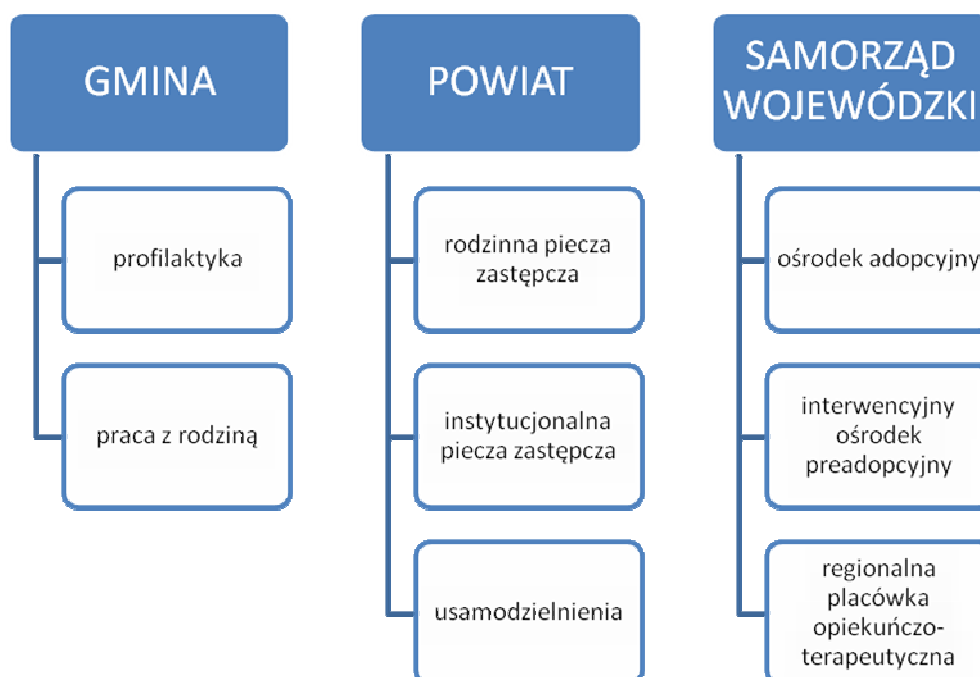 GMINA
profilaktyka
praca z rodziną
POWIAT
rodzinna piecza
zastępcza
instytucjonalna
piecza zastępcza
usamodzielnienia
SAMORZĄD
WOJEWÓDZKI
ośrodek adopcyjny
interwencyjny
ośrodek
preadopcyjny
regionalna
placówka
opiekuńczo-
terapeutyczna